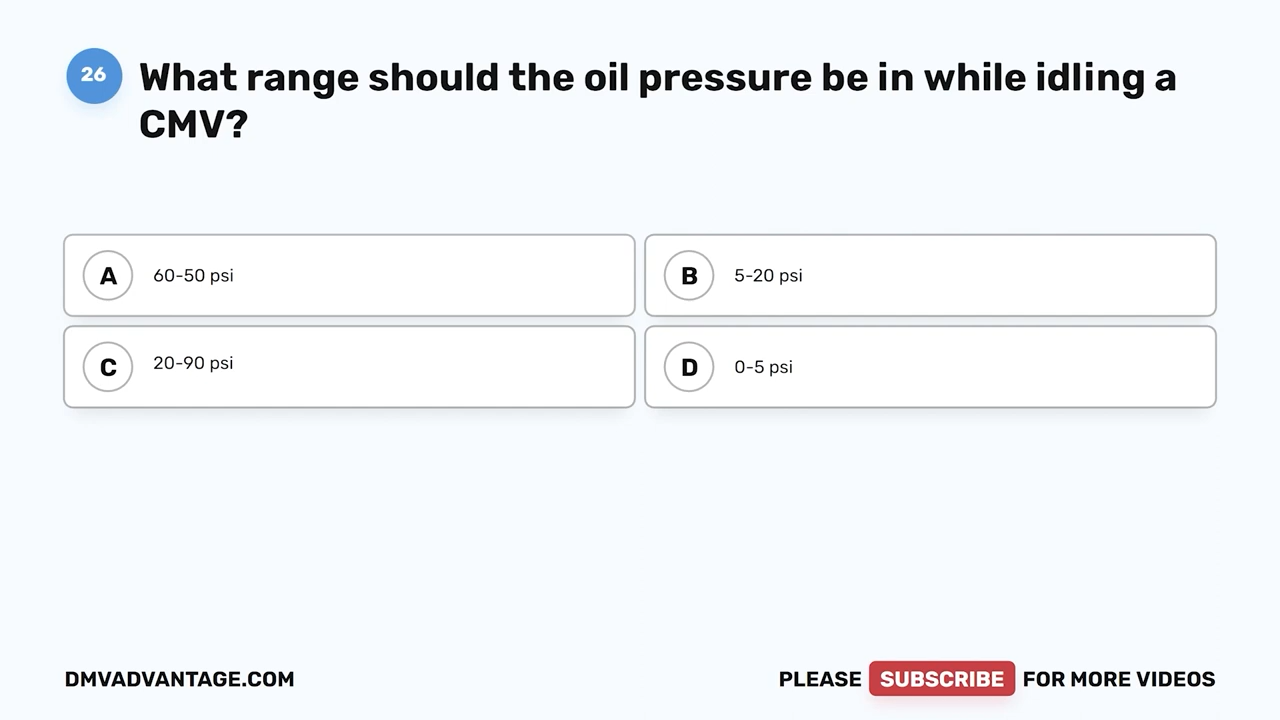 26
What range should the oil pressure be in while idling a
CMV?
A
60-50 psi
B
5-20 psi
C
20-90 psi
D
0-5 psi
DMVADVANTAGE.COM
PLEASE SUBSCRIBE FOR MORE VIDEOS